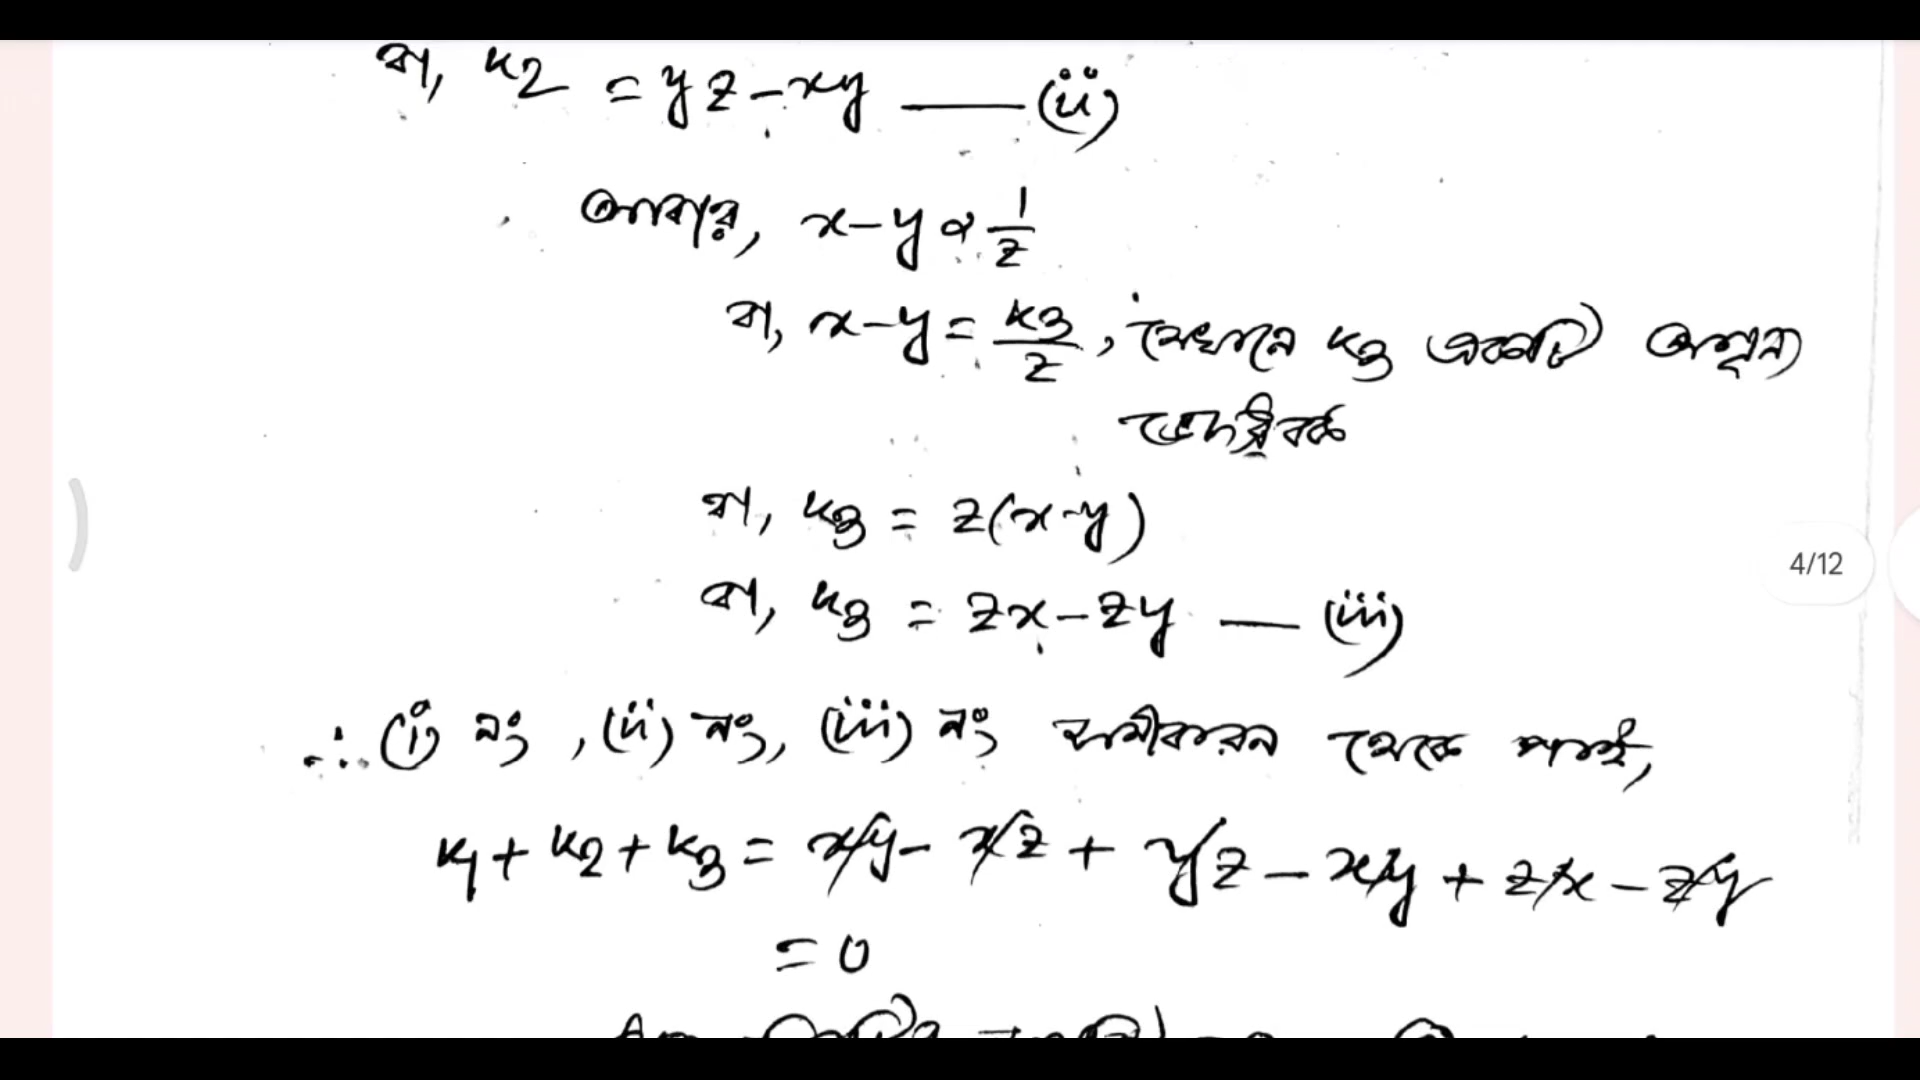 বা, k2 = yz - xy —— (ii)
আবার, x-y ∝ 1/z
বা, x-y = k3/z, যেখানে k3 একটি অশূন্য
ভেদধ্রুবক
বা, k3 = z(x-y)
বা, k3 = zx - zy — (iii)
4/12
∴ (i) নং, (ii) নং, (iii) নং সমীকরন থেকে পাই,
k1 + k2 + k3 = xy - xz + yz - xy + zx - zy
= 0